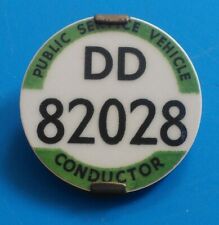 PUBLIC SERVICE VEHICLE
DD
82028
CONDUCTOR